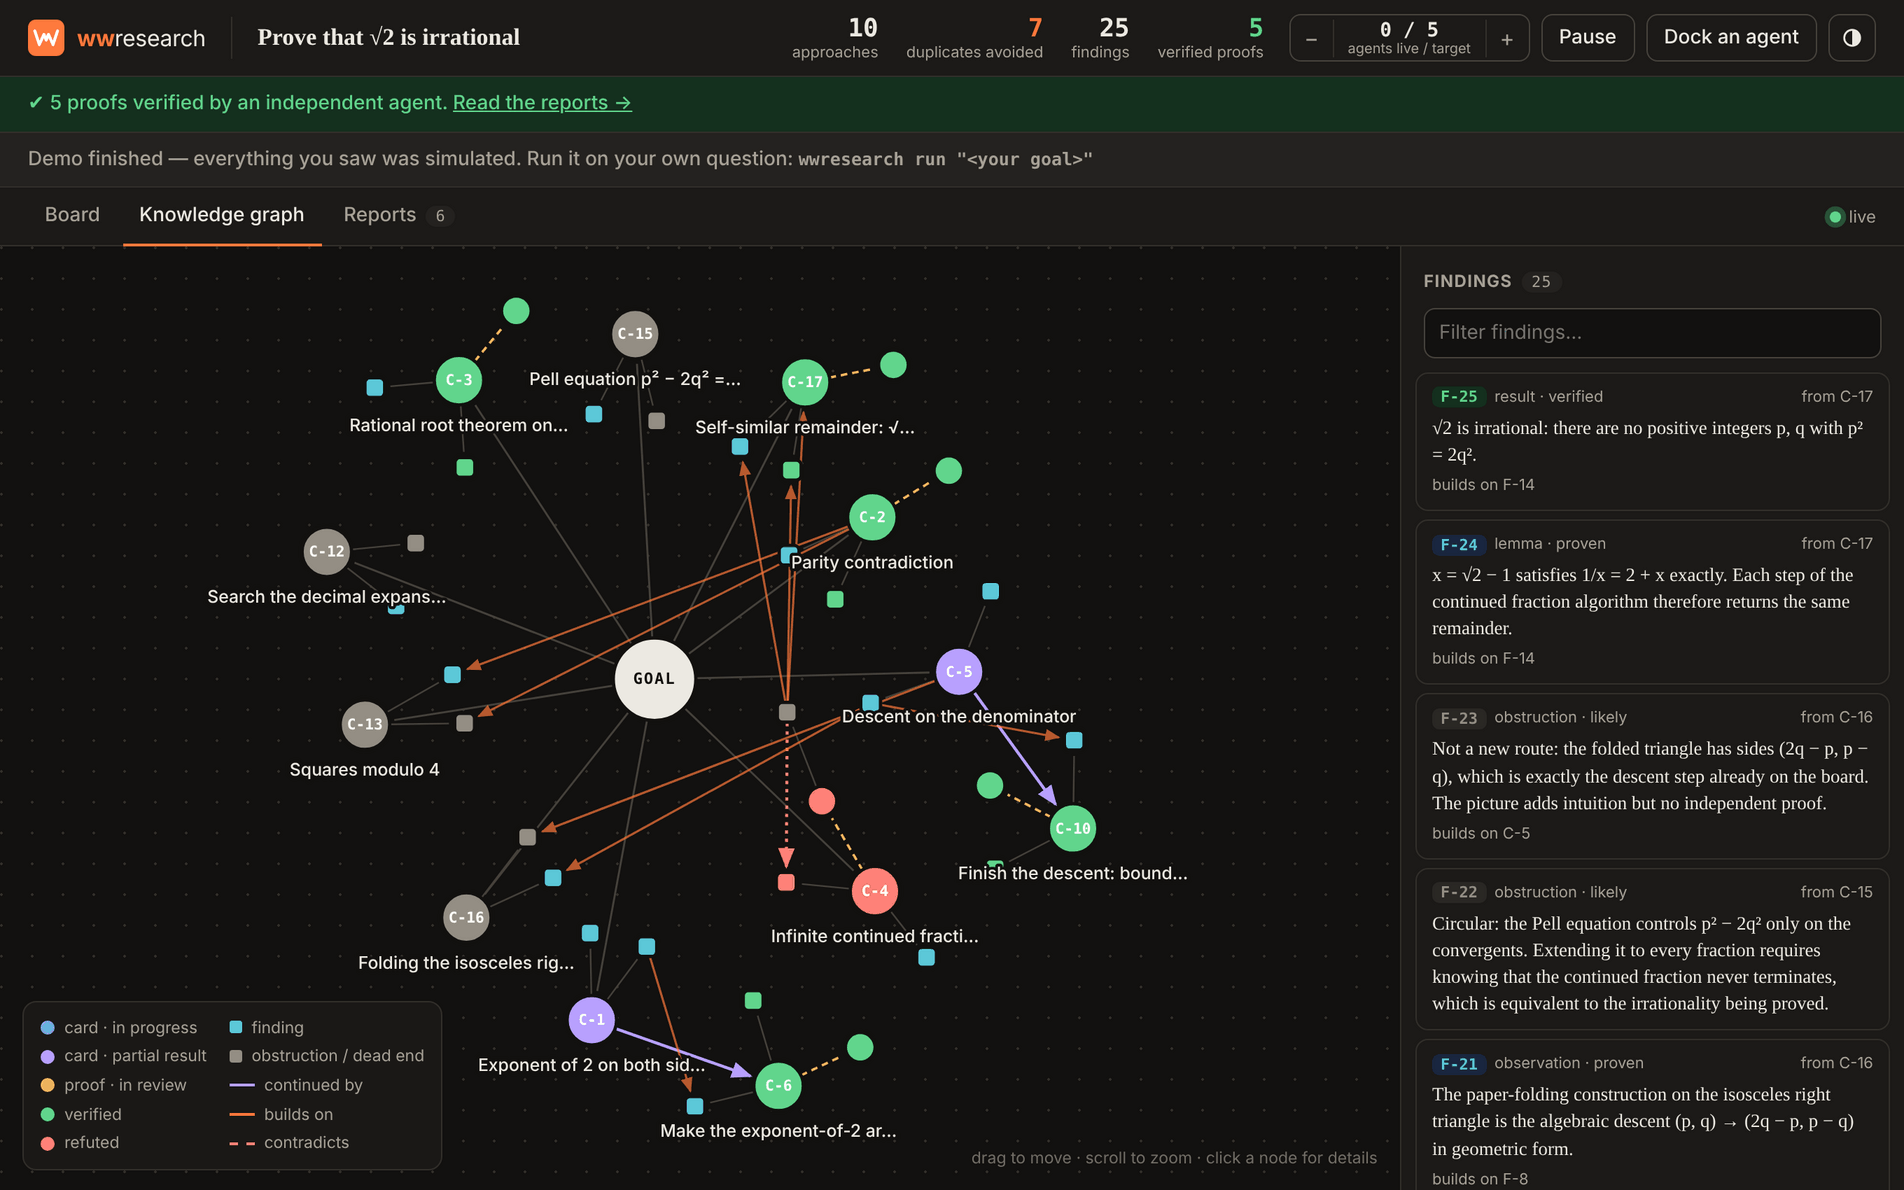 wwresearch
Prove that √2 is irrational
10
approaches
7
duplicates avoided
25
findings
5
verified proofs
−
0 / 5
agents live / target
+
Pause
Dock an agent
✔ 5 proofs verified by an independent agent. Read the reports →
Demo finished — everything you saw was simulated. Run it on your own question: wwresearch run "<your goal>"
Board
Knowledge graph
Reports 6
live
C-15
Pell equation p² − 2q² =...
C-3
Rational root theorem on...
C-17
Self-similar remainder: √...
C-2
Parity contradiction
C-12
Search the decimal expans...
GOAL
C-5
Descent on the denominator
C-13
Squares modulo 4
C-10
Finish the descent: bound...
C-4
Infinite continued fracti...
C-16
Folding the isosceles rig...
C-1
Exponent of 2 on both sid...
C-6
Make the exponent-of-2 ar...
card · in progress
card · partial result
proof · in review
verified
refuted
finding
obstruction / dead end
continued by
builds on
contradicts
drag to move · scroll to zoom · click a node for details
FINDINGS 25
Filter findings...
F-25 result · verified from C-17
√2 is irrational: there are no positive integers p, q with p²
= 2q².
builds on F-14
F-24 lemma · proven from C-17
x = √2 − 1 satisfies 1/x = 2 + x exactly. Each step of the
continued fraction algorithm therefore returns the same
remainder.
builds on F-14
F-23 obstruction · likely from C-16
Not a new route: the folded triangle has sides (2q − p, p −
q), which is exactly the descent step already on the board.
The picture adds intuition but no independent proof.
builds on C-5
F-22 obstruction · likely from C-15
Circular: the Pell equation controls p² − 2q² only on the
convergents. Extending it to every fraction requires
knowing that the continued fraction never terminates,
which is equivalent to the irrationality being proved.
F-21 observation · proven from C-16
The paper-folding construction on the isosceles right
triangle is the algebraic descent (p, q) → (2q − p, p − q)
in geometric form.
builds on F-8